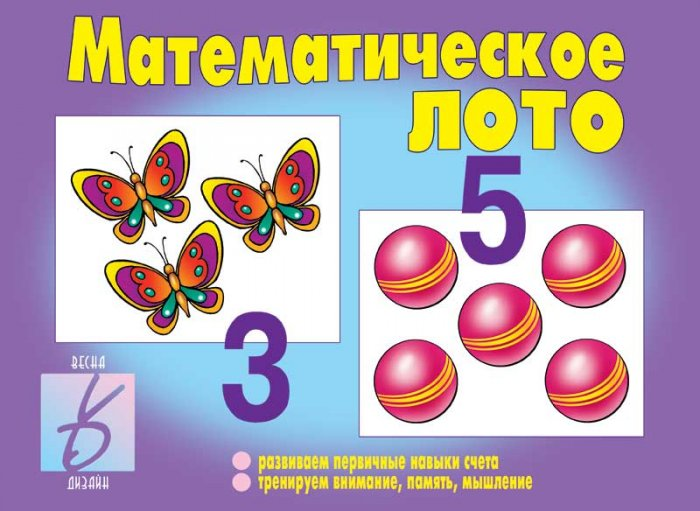 Математическое
лото
5
3
ВЕСНА
ДИЗАЙН
развиваем первичные навыки счета
тренируем внимание, память, мышление